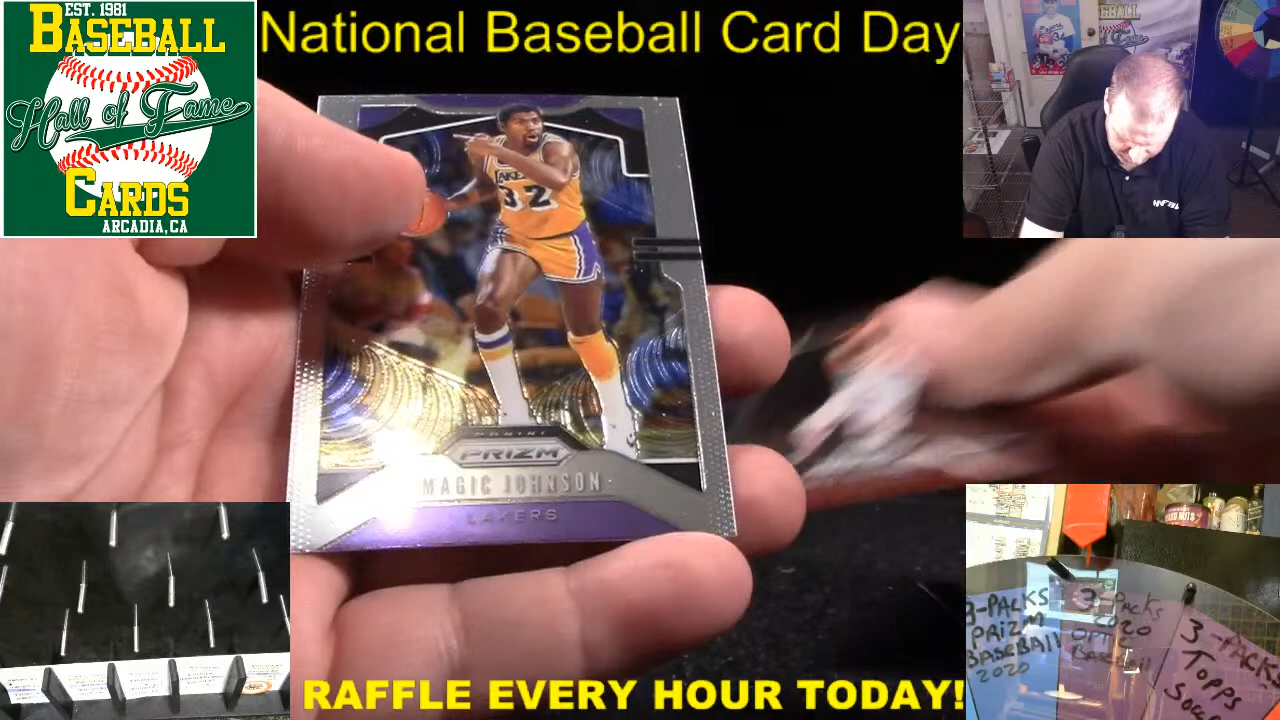 EST. 1981
BASEBALL
Hall of Fame
CARDS
ARCADIA, CA
National Baseball Card Day
34
32
PANINI
PRIZM
MAGIC JOHNSON
LAKERS
3-PACKS
PRIZM
BASEBALL
2020
3-PACKS
2020
OPTIC
3-PACKS
TOPPS
RAFFLE EVERY HOUR TODAY!